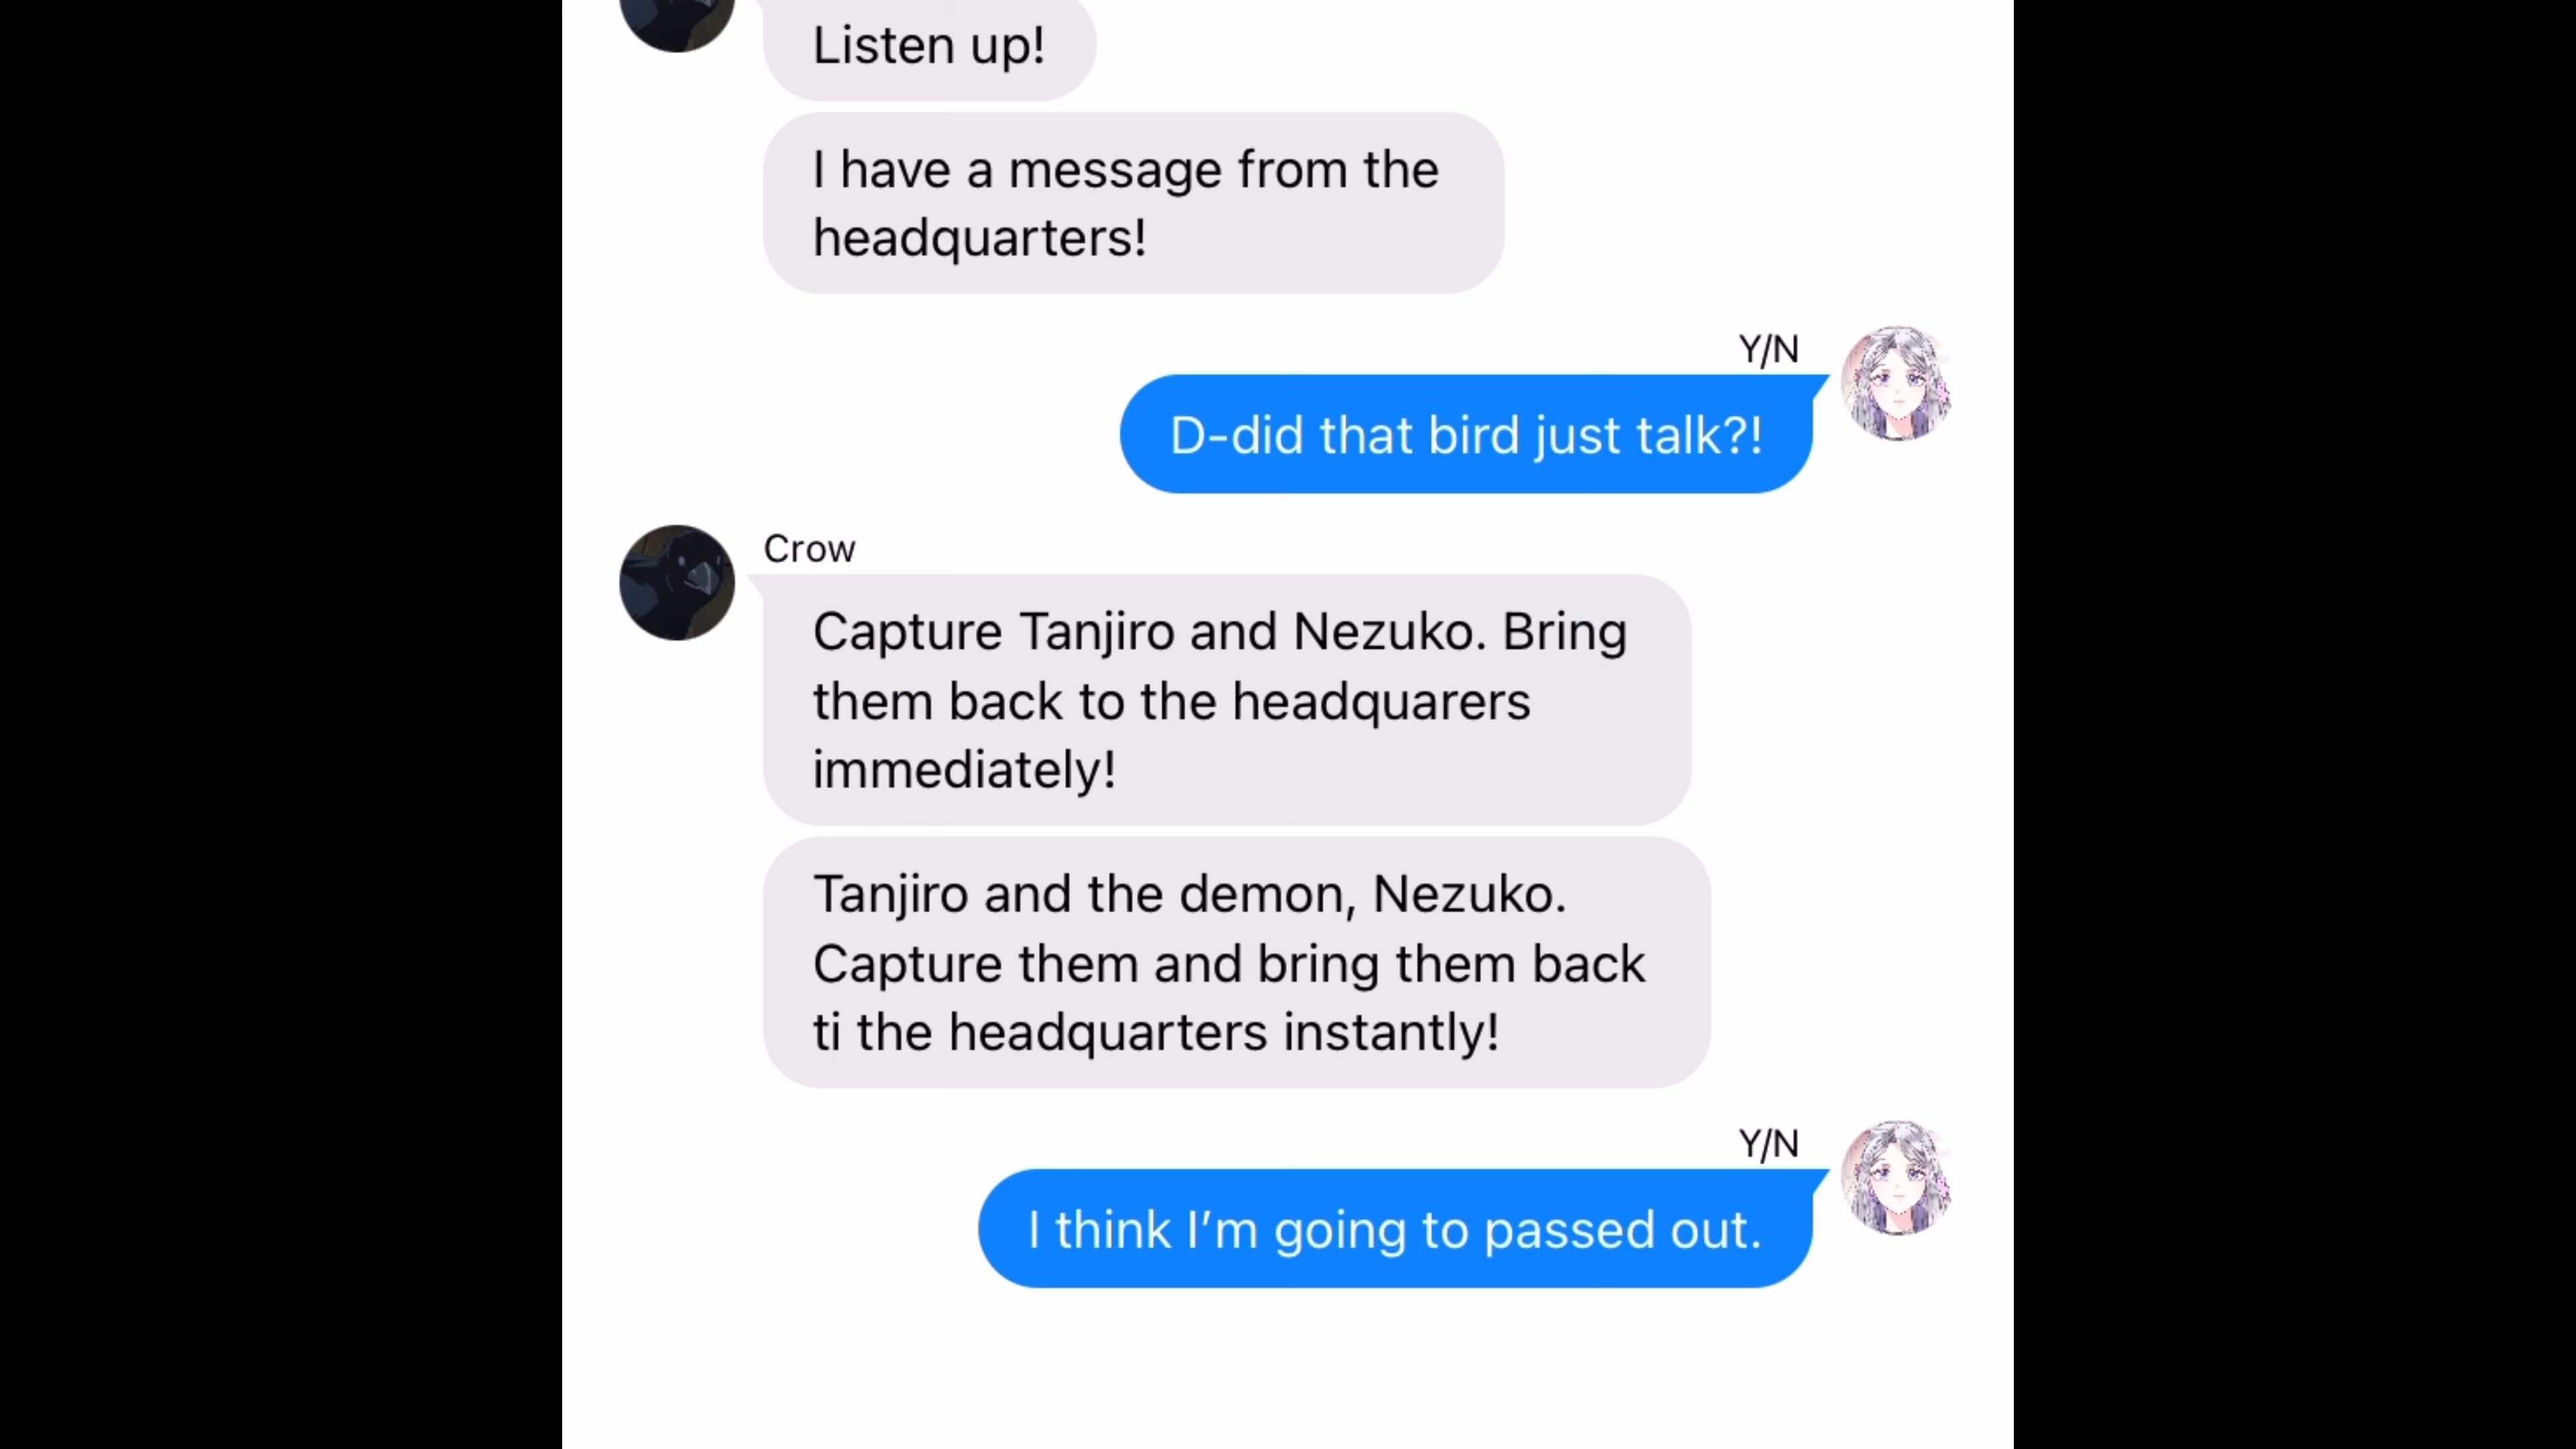 Listen up!
I have a message from the
headquarters!
Y/N
D-did that bird just talk?!
Crow
Capture Tanjiro and Nezuko. Bring
them back to the headquarers
immediately!
Tanjiro and the demon, Nezuko.
Capture them and bring them back
ti the headquarters instantly!
Y/N
I think I’m going to passed out.